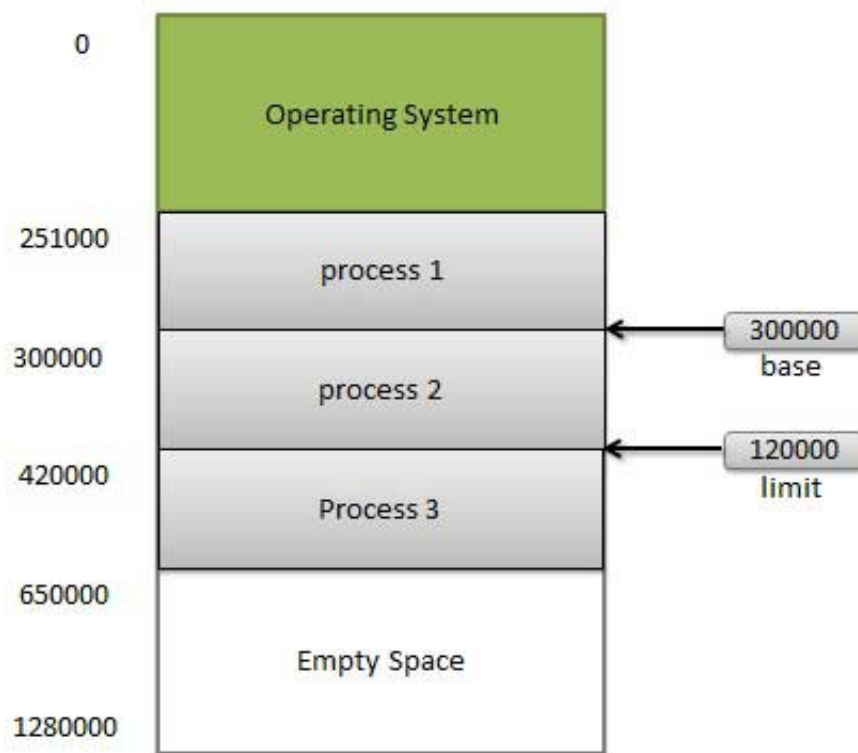 0
Operating System
251000
process 1
300000
base
300000
process 2
120000
limit
420000
Process 3
650000
Empty Space
1280000